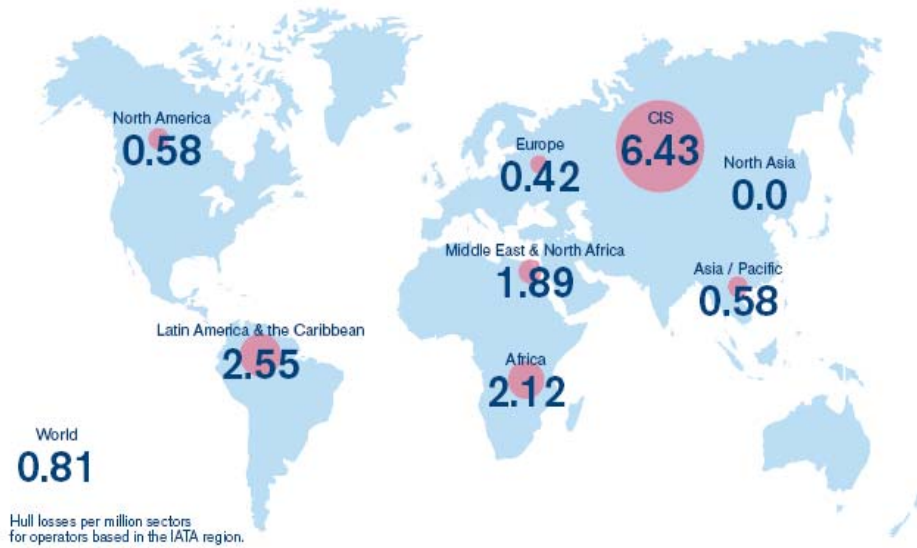 North America
0.58
Europe
0.42
CIS
6.43
North Asia
0.0
Middle East & North Africa
1.89
Asia / Pacific
0.58
Latin America & the Caribbean
2.55
Africa
2.12
World
0.81
Hull losses per million sectors
for operators based in the IATA region.